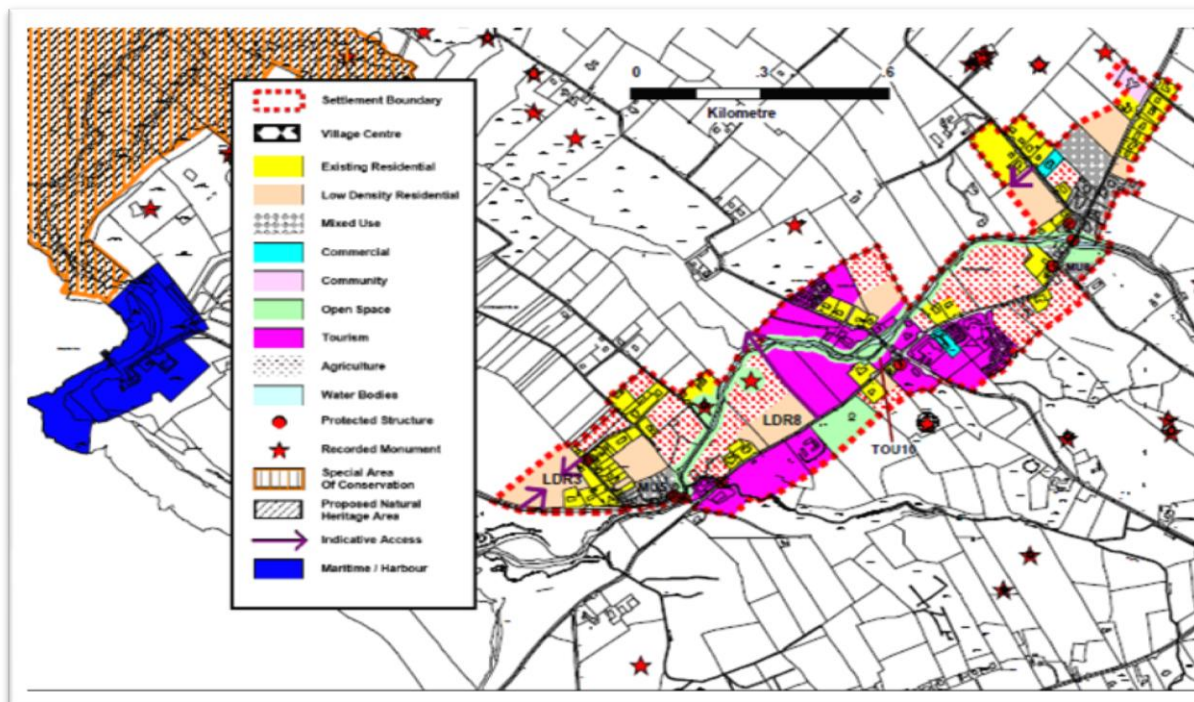 0 .3 .6
Kilometre
Settlement Boundary
Village Centre
Existing Residential
Low Density Residential
Mixed Use
Commercial
Community
Open Space
Tourism
Agriculture
Water Bodies
Protected Structure
Recorded Monument
Special Area
Of Conservation
Proposed Natural
Heritage Area
Indicative Access
Maritime / Harbour
MU6
LDR8
TOU10
LDR3
MU5